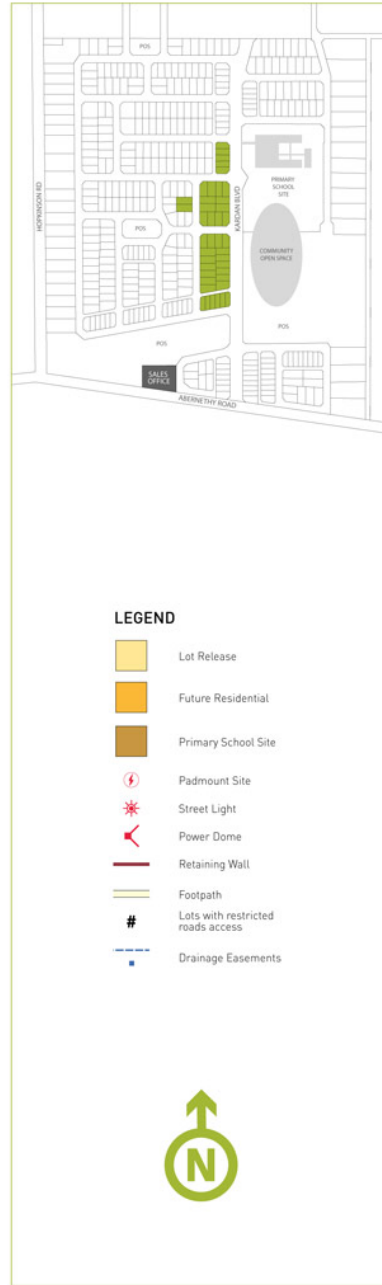 POS
HOPKINSON RD
KARDAN BLVD
PRIMARY
SCHOOL
SITE
POS
COMMUNITY
OPEN SPACE
POS
POS
SALES
OFFICE
ABERNETHY ROAD
LEGEND
Lot Release
Future Residential
Primary School Site
Padmount Site
Street Light
Power Dome
Retaining Wall
Footpath
# Lots with restricted
roads access
Drainage Easements
N